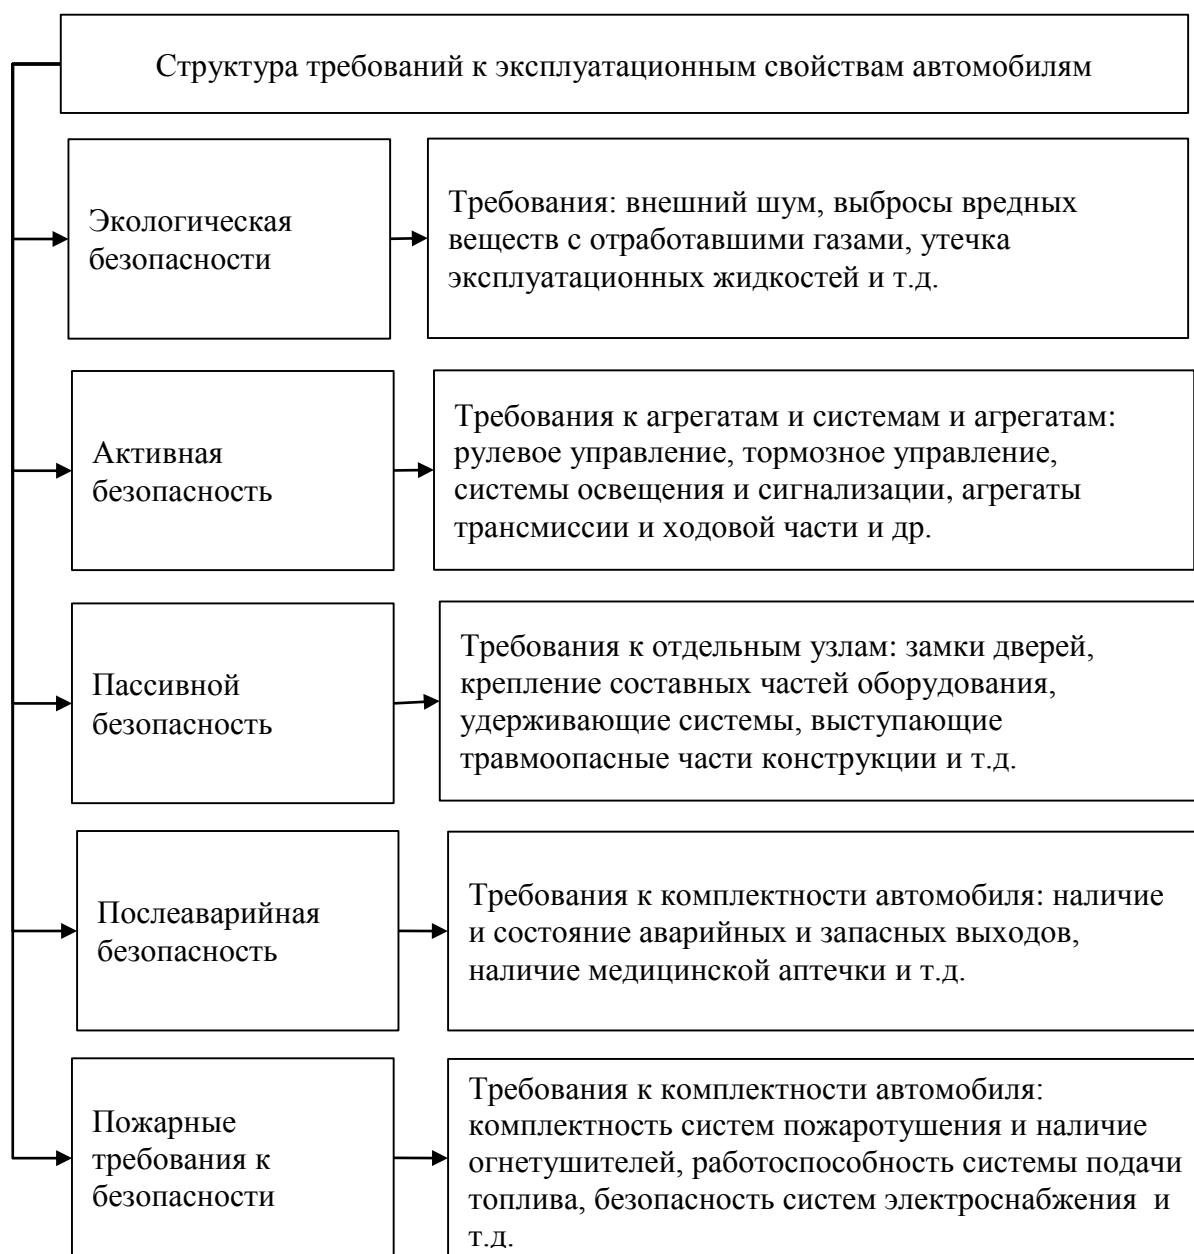 Структура требований к эксплуатационным свойствам автомобилям
Экологическая
безопасности
Требования: внешний шум, выбросы вредных
веществ с отработавшими газами, утечка
эксплуатационных жидкостей и т.д.
Активная
безопасность
Требования к агрегатам и системам и агрегатам:
рулевое управление, тормозное управление,
системы освещения и сигнализации, агрегаты
трансмиссии и ходовой части и др.
Пассивной
безопасность
Требования к отдельным узлам: замки дверей,
крепление составных частей оборудования,
удерживающие системы, выступающие
травмоопасные части конструкции и т.д.
Послеаварийная
безопасность
Требования к комплектности автомобиля: наличие
и состояние аварийных и запасных выходов,
наличие медицинской аптечки и т.д.
Пожарные
требования к
безопасности
Требования к комплектности автомобиля:
комплектность систем пожаротушения и наличие
огнетушителей, работоспособность системы подачи
топлива, безопасность систем электроснабжения и
т.д.